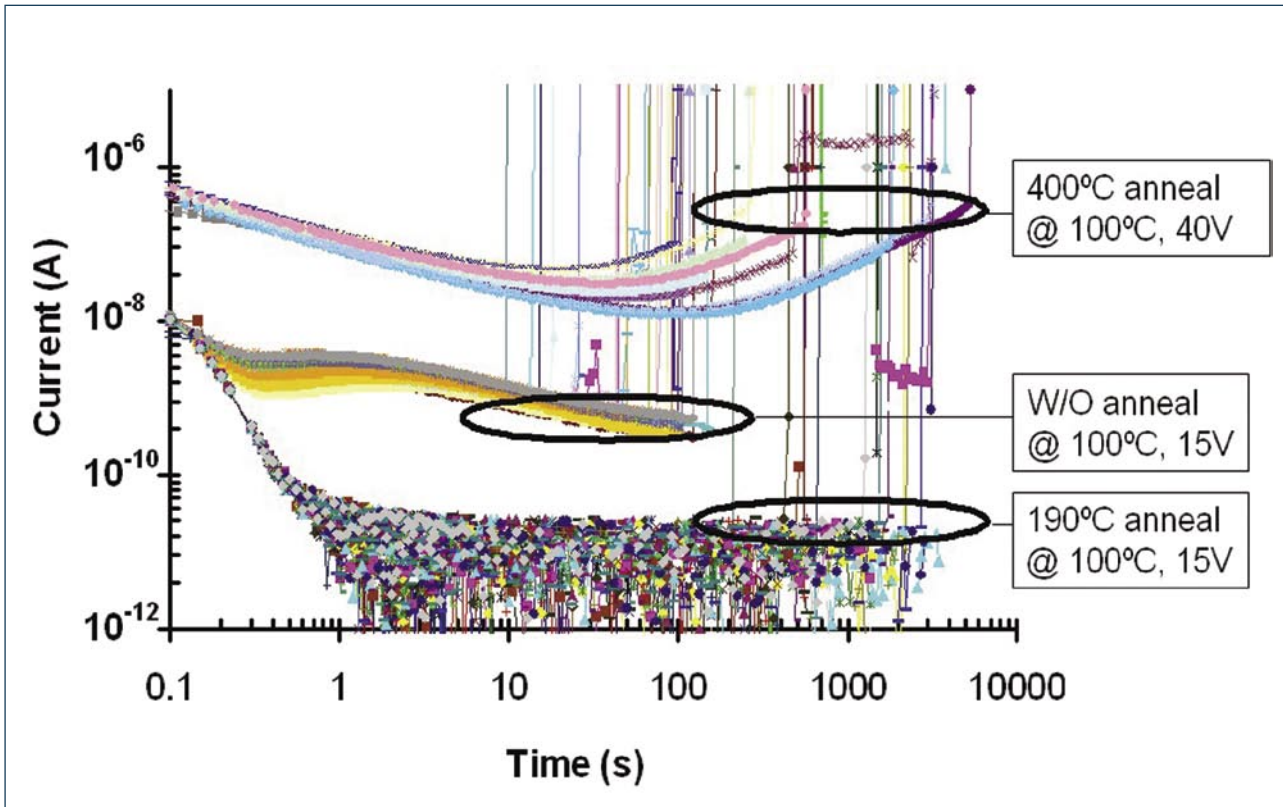 10⁻⁶
10⁻⁸
10⁻¹⁰
10⁻¹²
Current (A)
0.1 1 10 100 1000 10000
Time (s)
400ºC anneal
@ 100ºC, 40V
W/O anneal
@ 100ºC, 15V
190ºC anneal
@ 100ºC, 15V